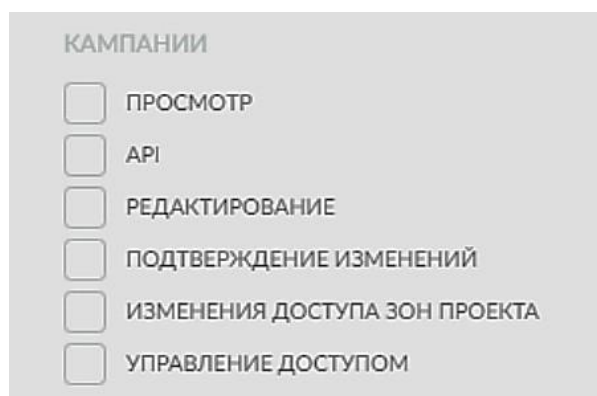 КАМПАНИИ
ПРОСМОТР
API
РЕДАКТИРОВАНИЕ
ПОДТВЕРЖДЕНИЕ ИЗМЕНЕНИЙ
ИЗМЕНЕНИЯ ДОСТУПА ЗОН ПРОЕКТА
УПРАВЛЕНИЕ ДОСТУПОМ